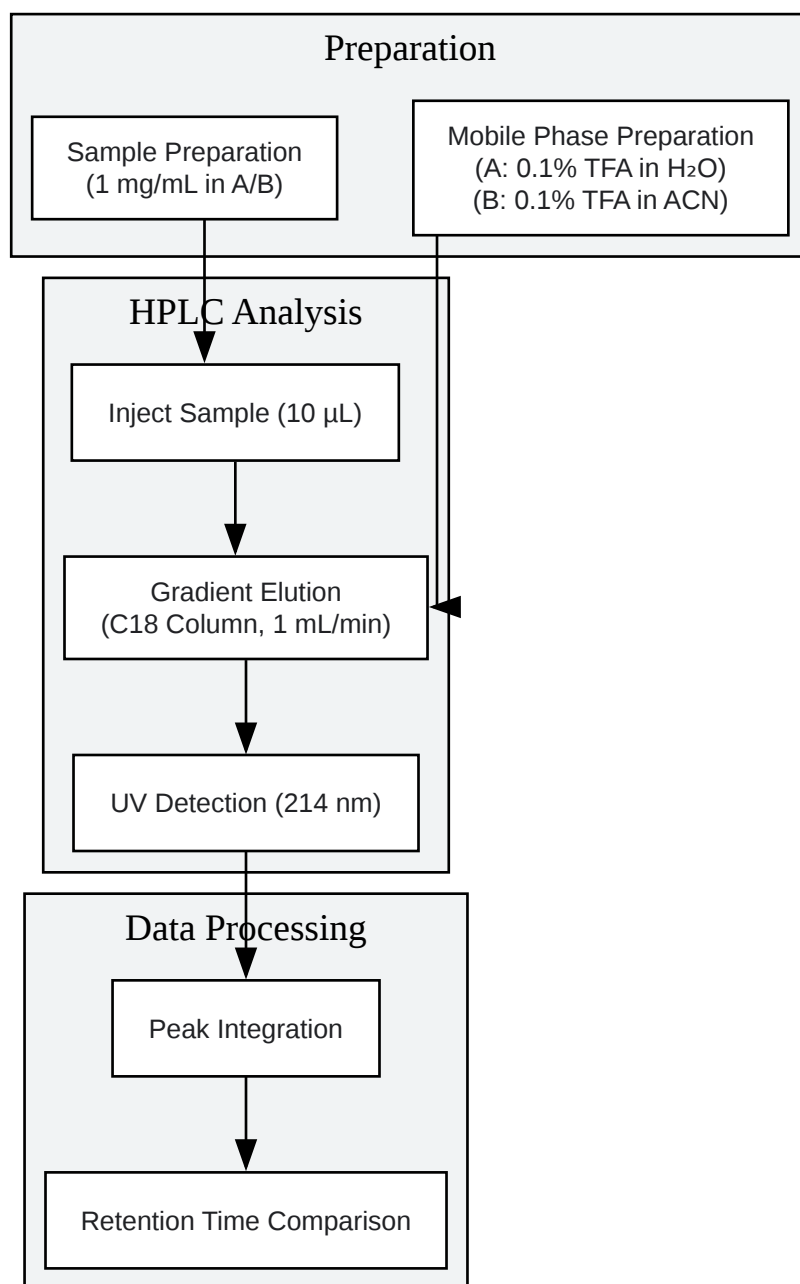 Preparation
Sample Preparation
(1 mg/mL in A/B)
Mobile Phase Preparation
(A: 0.1% TFA in H₂O)
(B: 0.1% TFA in ACN)
HPLC Analysis
Inject Sample (10 µL)
Gradient Elution
(C18 Column, 1 mL/min)
UV Detection (214 nm)
Data Processing
Peak Integration
Retention Time Comparison